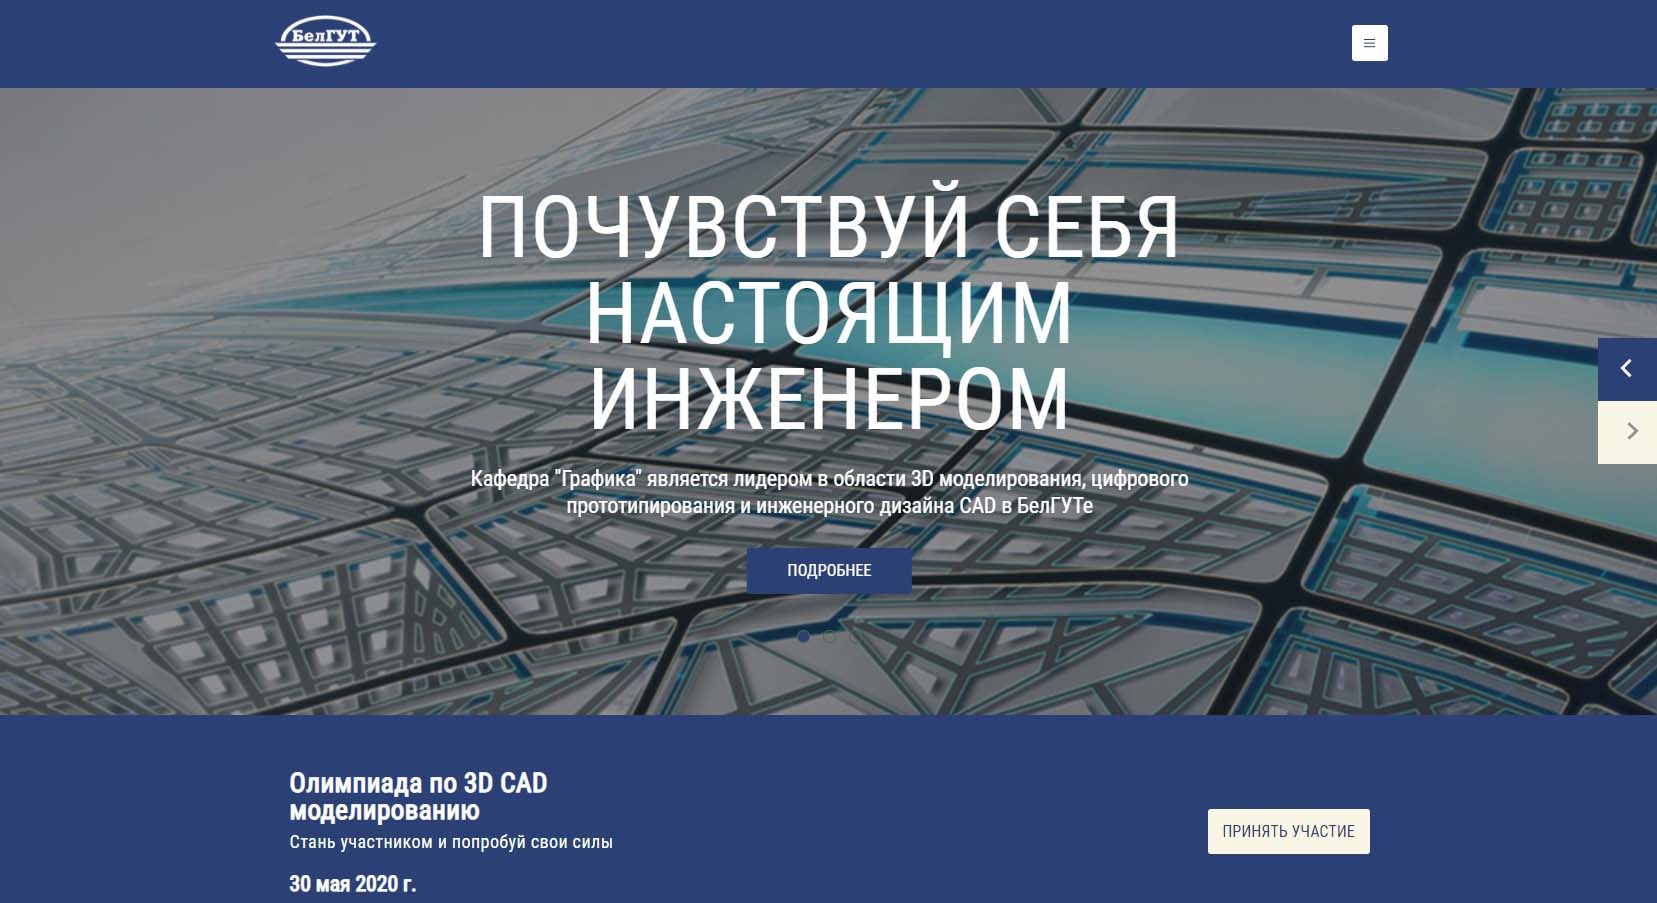 БелГУТ
ПОЧУВСТВУЙ СЕБЯ
НАСТОЯЩИМ
ИНЖЕНЕРОМ
Кафедра "Графика" является лидером в области 3D моделирования, цифрового
прототипирования и инженерного дизайна CAD в БелГУТе
ПОДРОБНЕЕ
Олимпиада по 3D CAD
моделированию
Стань участником и попробуй свои силы
30 мая 2020 г.
ПРИНЯТЬ УЧАСТИЕ